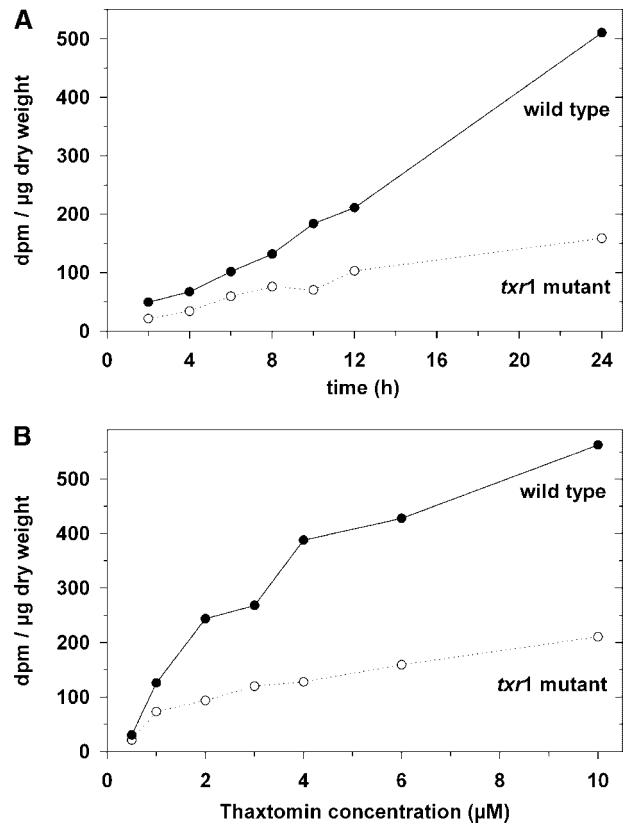 A
500
400
300
200
100
0
dpm / µg dry weight
wild type
txr1 mutant
0 4 8 12 16 20 24
time (h)
B
500
400
300
200
100
0
dpm / µg dry weight
wild type
txr1 mutant
0 2 4 6 8 10
Thaxtomin concentration (µM)